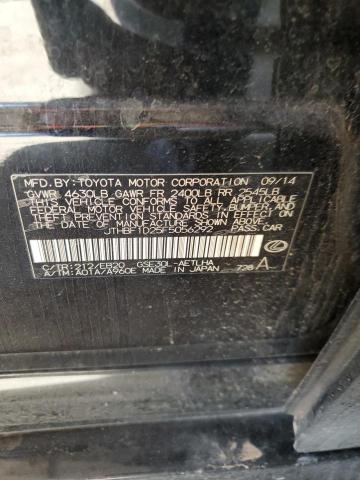 MFD. BY: TOYOTA MOTOR CORPORATION 09/14
GVWR 4630LB GAWR FR 2400LB RR 2545LB
THIS VEHICLE CONFORMS TO ALL APPLICABLE
FEDERAL MOTOR VEHICLE SAFETY, BUMPER AND
THEFT PREVENTION STANDARDS IN EFFECT ON
THE DATE OF MANUFACTURE SHOWN ABOVE.
JTHBF1D25F5056292 PASS. CAR
C/TR: 212/EB20 GSE30L-AETLHA
A/TM: A01A/A960E MADE IN JAPAN 728 A